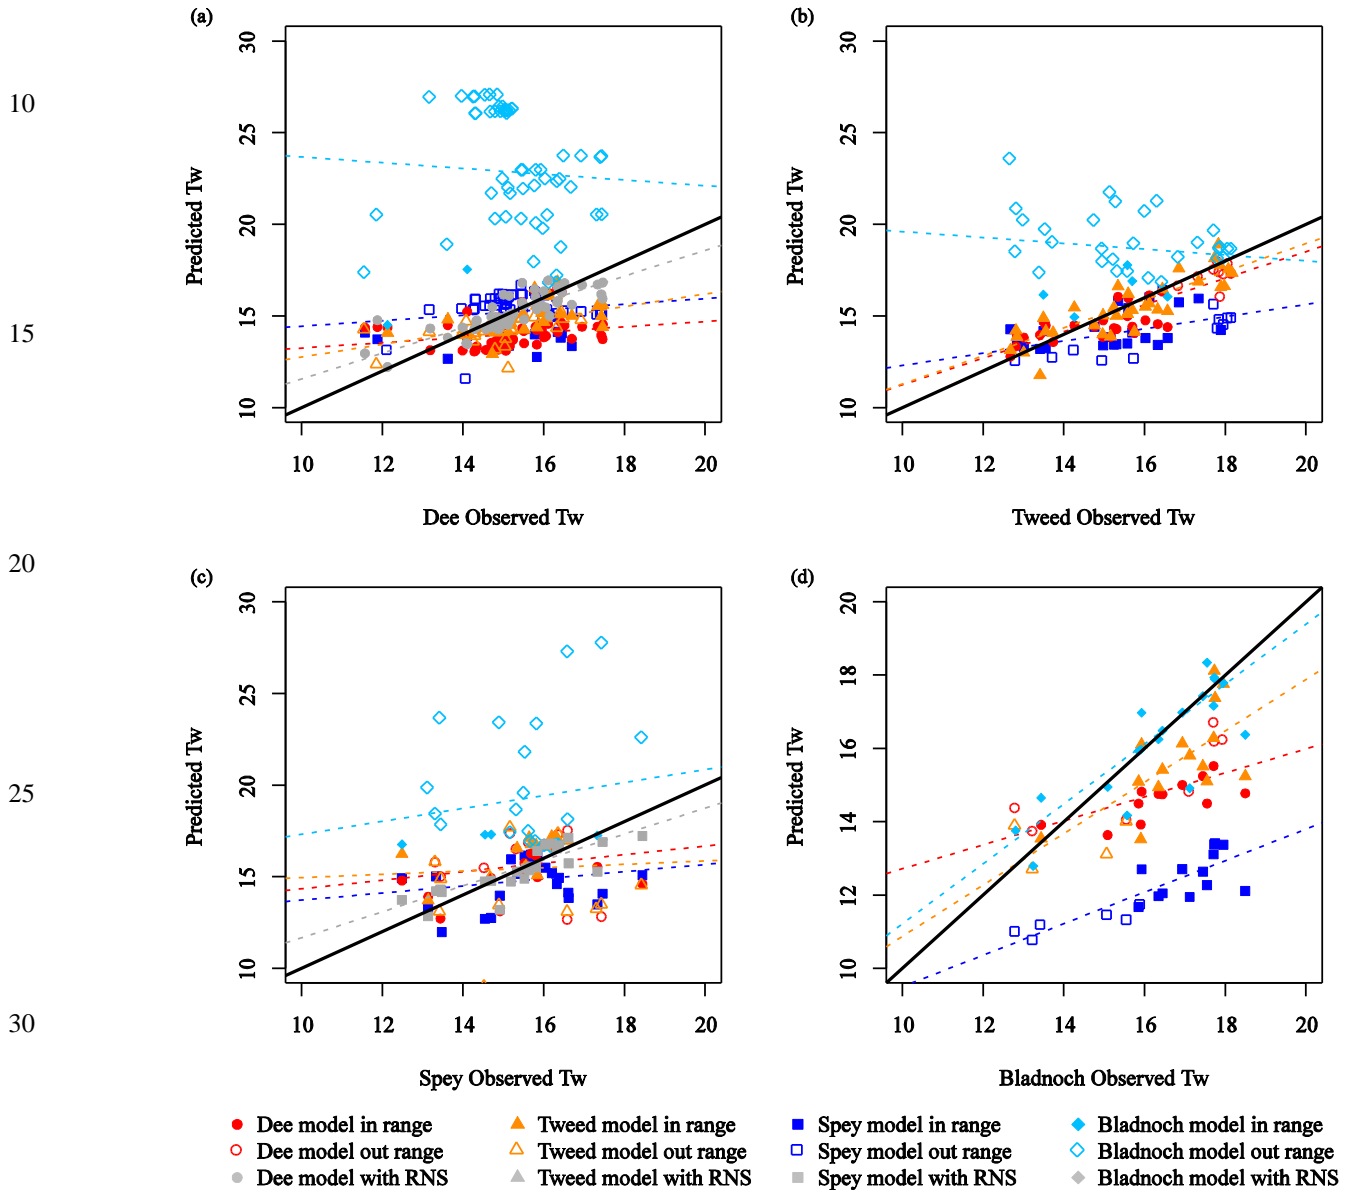 (a)
(b)
30
30
10
25
25
Predicted Tw
Predicted Tw
20
20
15
15
15
10
10
10 12 14 16 18 20
10 12 14 16 18 20
Dee Observed Tw
Tweed Observed Tw
20
(c)
(d)
30
20
25
18
Predicted Tw
Predicted Tw
16
25
20
14
15
12
10
10
30
10 12 14 16 18 20
10 12 14 16 18 20
Spey Observed Tw
Bladnoch Observed Tw
Dee model in range Tweed model in range Spey model in range Bladnoch model in range
Dee model out range Tweed model out range Spey model out range Bladnoch model out range
Dee model with RNS Tweed model with RNS Spey model with RNS Bladnoch model with RNS